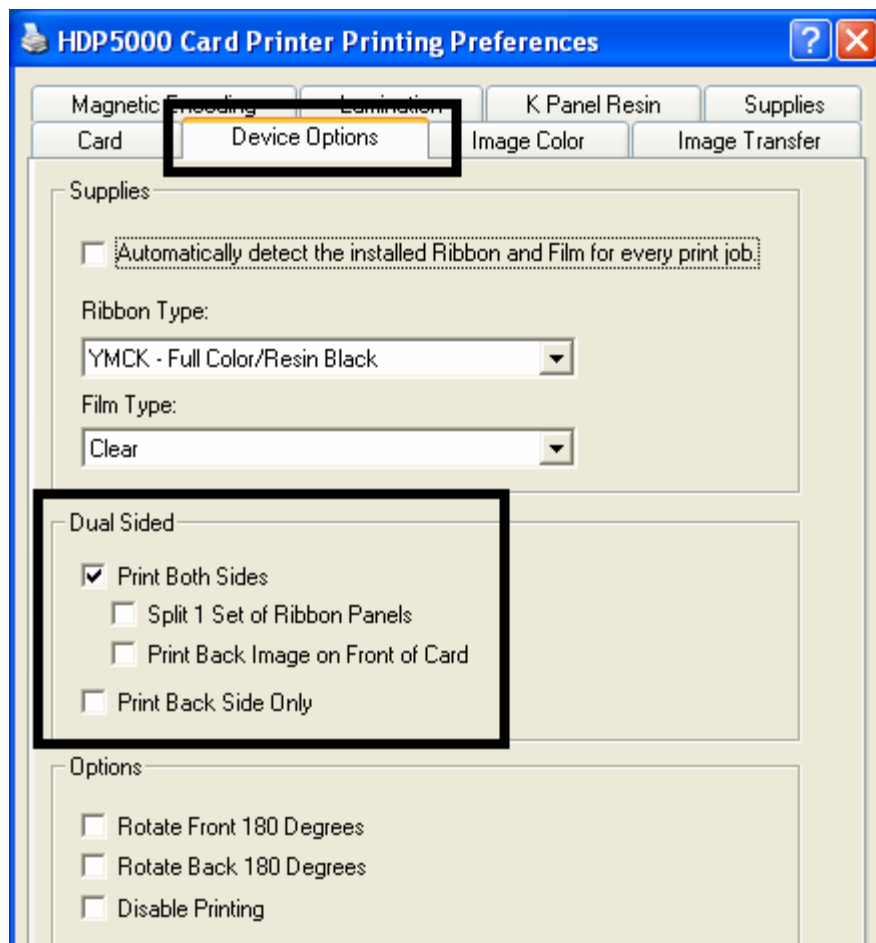 HDP5000 Card Printer Printing Preferences
Magnetic Encoding Lamination K Panel Resin Supplies
Card Device Options Image Color Image Transfer
Supplies
Automatically detect the installed Ribbon and Film for every print job.
Ribbon Type:
YMCK - Full Color/Resin Black
Film Type:
Clear
Dual Sided
Print Both Sides
Split 1 Set of Ribbon Panels
Print Back Image on Front of Card
Print Back Side Only
Options
Rotate Front 180 Degrees
Rotate Back 180 Degrees
Disable Printing